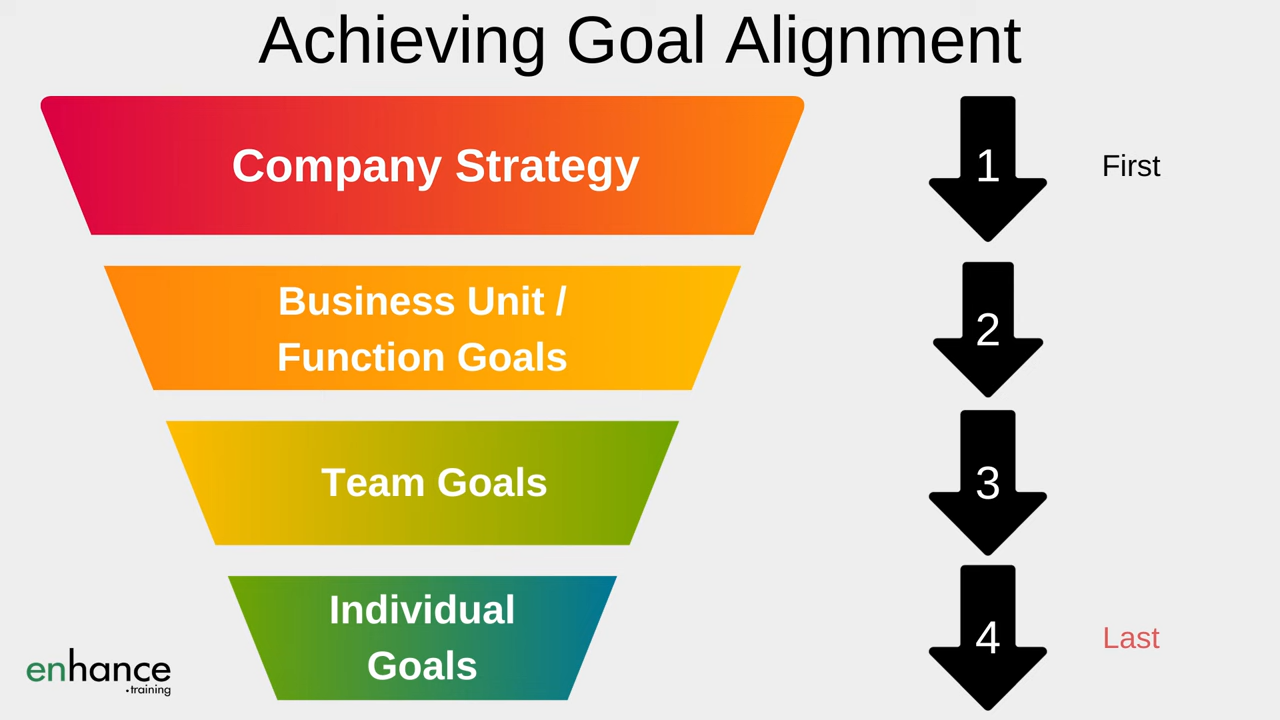 Achieving Goal Alignment
Company Strategy
1
First
Business Unit /
Function Goals
2
Team Goals
3
Individual
Goals
4
Last
enhance
.training